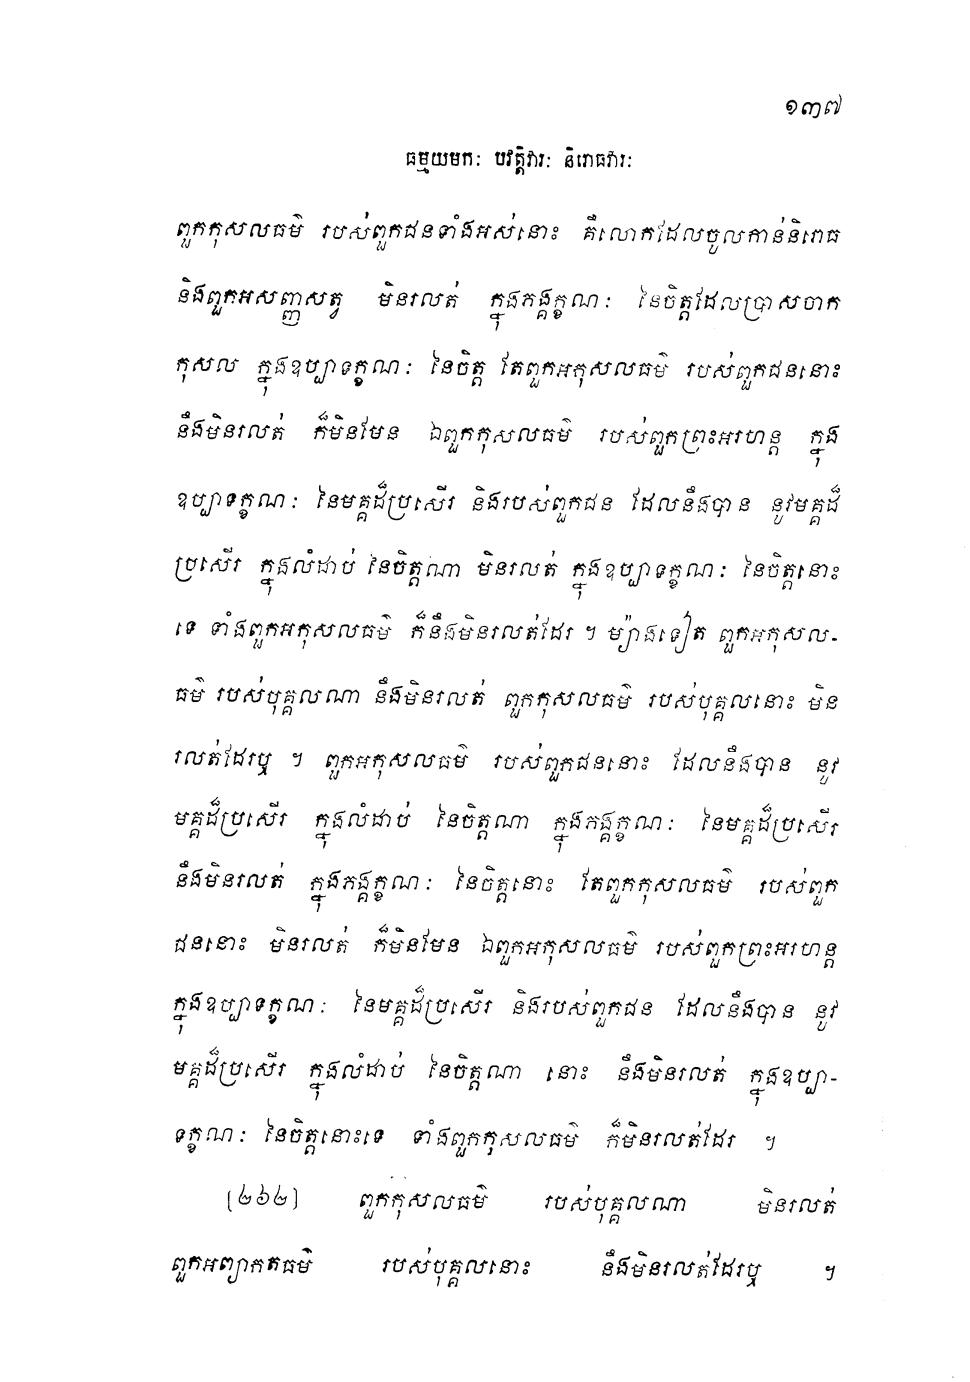 ១៣៧
ធម្មយមកៈ បវត្តិវារៈ និរោធវារៈ
ពួកកុសលធម៌ របស់ពួកជនទាំងអស់នោះ គឺលោកដែលចូលកាន់និរោធ
និងពួកអសញ្ញសត្វ មិនរលត់ ក្នុងភង្គក្ខណៈ នៃចិត្តដែលប្រាសចាក
កុសល ក្នុងឧប្បាទក្ខណៈ នៃចិត្ត តែពួកអកុសលធម៌ របស់ពួកជននោះ
នឹងមិនរលត់ ក៏មិនមែន ឯពួកកុសលធម៌ របស់ពួកព្រះអរហន្ត ក្នុង
ឧប្បាទក្ខណៈ នៃមគ្គដ៏ប្រសើរ និងរបស់ពួកជន ដែលនឹងបាន នូវមគ្គដ៏
ប្រសើរ ក្នុងលំដាប់ នៃចិត្តណា មិនរលត់ ក្នុងឧប្បាទក្ខណៈ នៃចិត្តនោះ
ទេ ទាំងពួកអកុសលធម៌ ក៏នឹងមិនរលត់ដែរ ។ ម្យ៉ាងទៀត ពួកអកុសល-
ធម៌ របស់បុគ្គលណា នឹងមិនរលត់ ពួកកុសលធម៌ របស់បុគ្គលនោះ មិន
រលត់ដែរឬ ។ ពួកអកុសលធម៌ របស់ពួកជននោះ ដែលនឹងបាន នូវ
មគ្គដ៏ប្រសើរ ក្នុងលំដាប់ នៃចិត្តណា ក្នុងភង្គក្ខណៈ នៃមគ្គដ៏ប្រសើរ
នឹងមិនរលត់ ក្នុងភង្គក្ខណៈ នៃចិត្តនោះ តែពួកកុសលធម៌ របស់ពួក
ជននោះ មិនរលត់ ក៏មិនមែន ឯពួកអកុសលធម៌ របស់ពួកព្រះអរហន្ត
ក្នុងឧប្បាទក្ខណៈ នៃមគ្គដ៏ប្រសើរ និងរបស់ពួកជន ដែលនឹងបាន នូវ
មគ្គដ៏ប្រសើរ ក្នុងលំដាប់ នៃចិត្តណា នោះ នឹងមិនរលត់ ក្នុងឧប្បា-
ទក្ខណៈ នៃចិត្តនោះទេ ទាំងពួកកុសលធម៌ ក៏មិនរលត់ដែរ ។
[២៦២] ពួកកុសលធម៌ របស់បុគ្គលណា មិនរលត់
ពួកអព្យាកតធម៌ របស់បុគ្គលនោះ នឹងមិនរលត់ដែរឬ ។